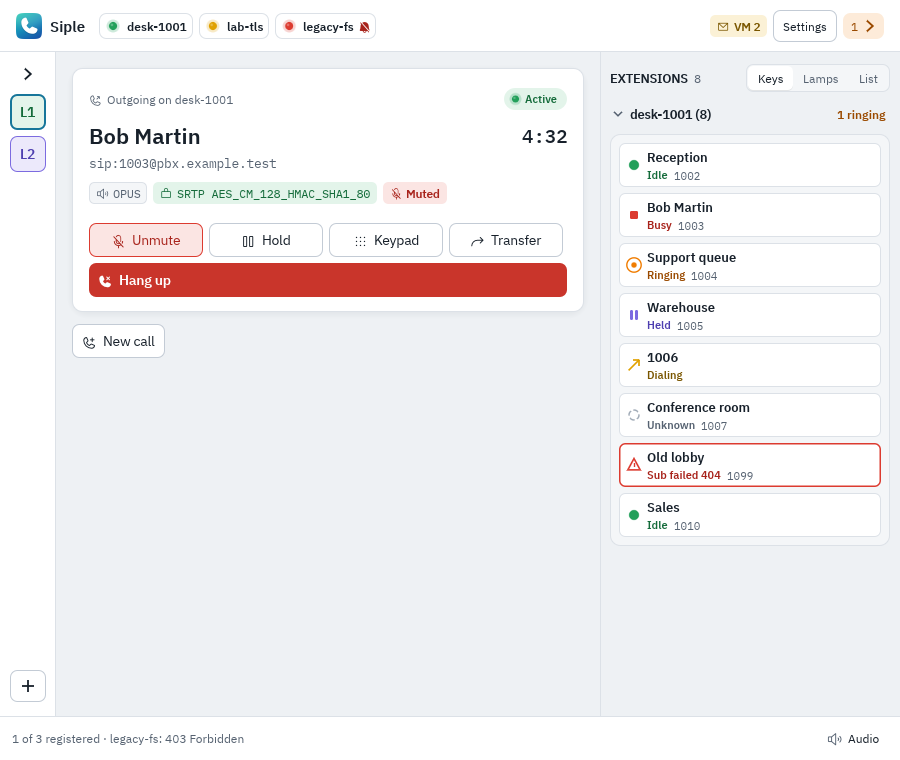 Siple
desk-1001
lab-tls
legacy-fs
VM 2
Settings
1
L1
L2
Outgoing on desk-1001
Active
Bob Martin
4:32
sip:1003@pbx.example.test
OPUS
SRTP AES_CM_128_HMAC_SHA1_80
Muted
Unmute
Hold
Keypad
Transfer
Hang up
New call
EXTENSIONS 8
Keys
Lamps
List
desk-1001 (8)
1 ringing
Reception
Idle 1002
Bob Martin
Busy 1003
Support queue
Ringing 1004
Warehouse
Held 1005
1006
Dialing
Conference room
Unknown 1007
Old lobby
Sub failed 404 1099
Sales
Idle 1010
1 of 3 registered · legacy-fs: 403 Forbidden
Audio